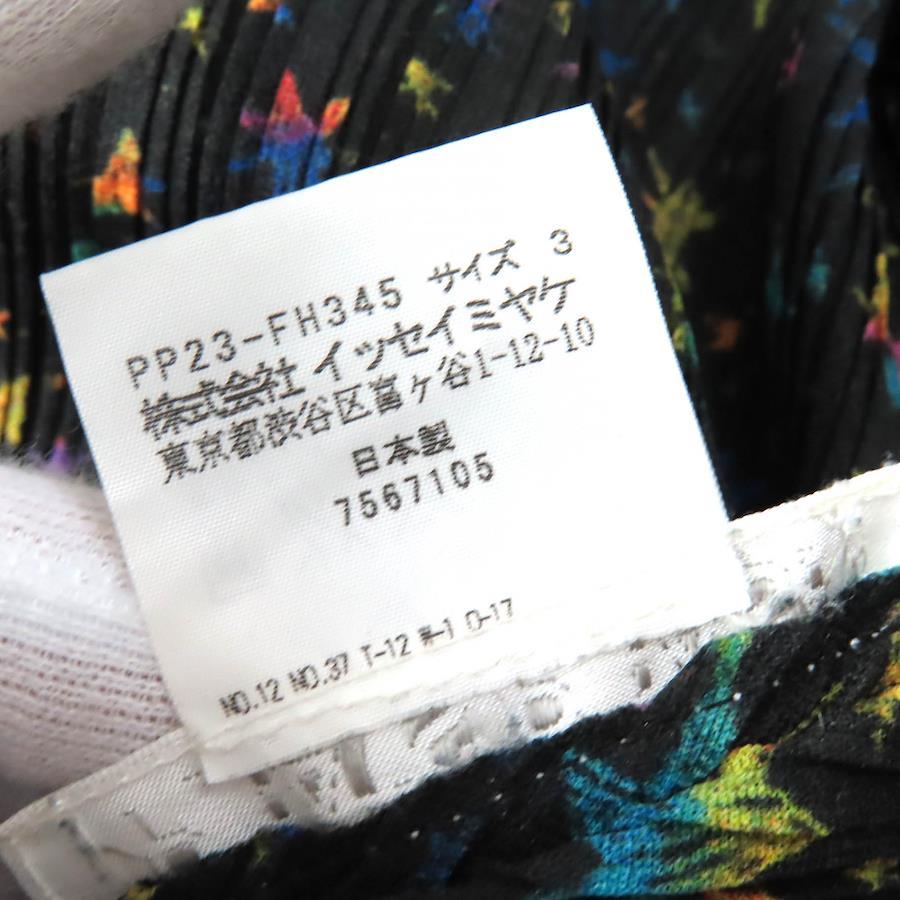 PP23-FH345 サイズ 3
株式会社 イッセイミヤケ
東京都渋谷区富ヶ谷1-12-10
日本製
7567105
NO.12 NO.37 T-12 ネ-1 0-17